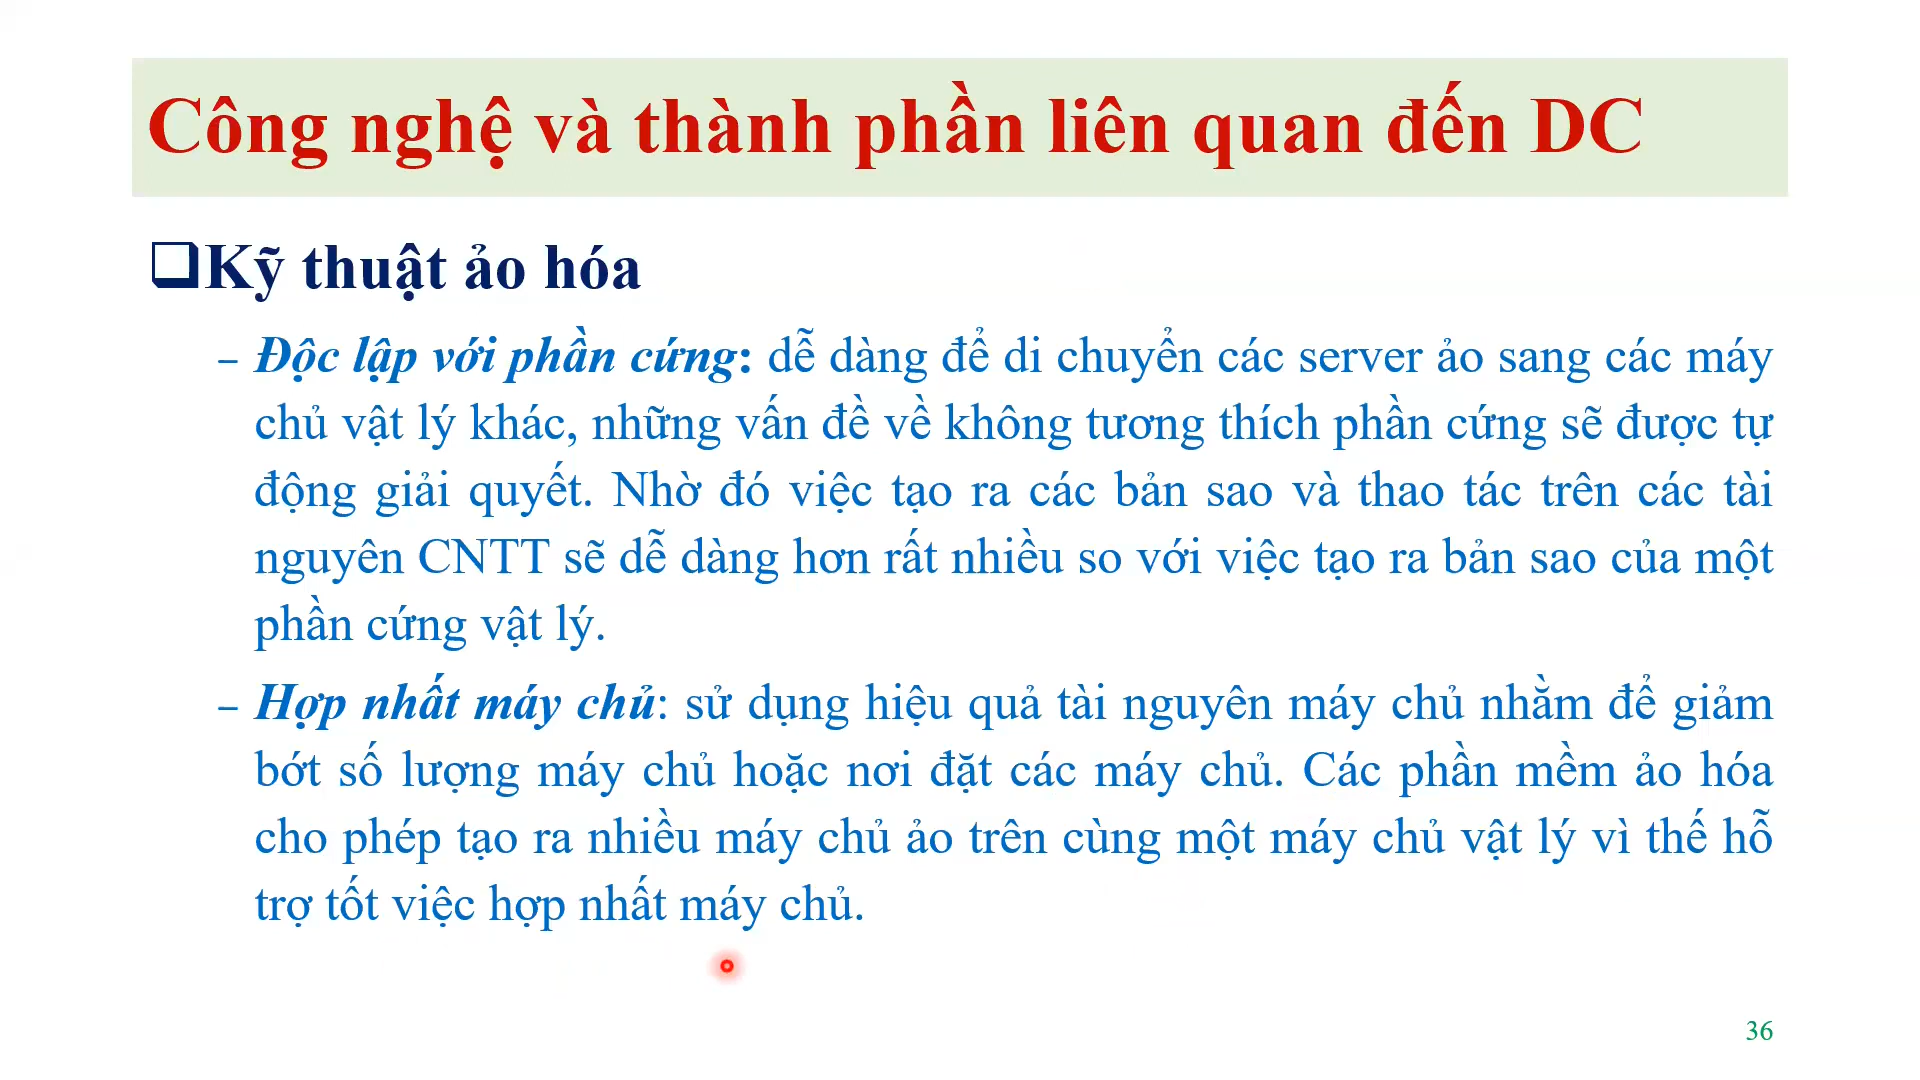 Công nghệ và thành phần liên quan đến DC
❑Kỹ thuật ảo hóa
– Độc lập với phần cứng: dễ dàng để di chuyển các server ảo sang các máy
chủ vật lý khác, những vấn đề về không tương thích phần cứng sẽ được tự
động giải quyết. Nhờ đó việc tạo ra các bản sao và thao tác trên các tài
nguyên CNTT sẽ dễ dàng hơn rất nhiều so với việc tạo ra bản sao của một
phần cứng vật lý.
– Hợp nhất máy chủ: sử dụng hiệu quả tài nguyên máy chủ nhằm để giảm
bớt số lượng máy chủ hoặc nơi đặt các máy chủ. Các phần mềm ảo hóa
cho phép tạo ra nhiều máy chủ ảo trên cùng một máy chủ vật lý vì thế hỗ
trợ tốt việc hợp nhất máy chủ.
36